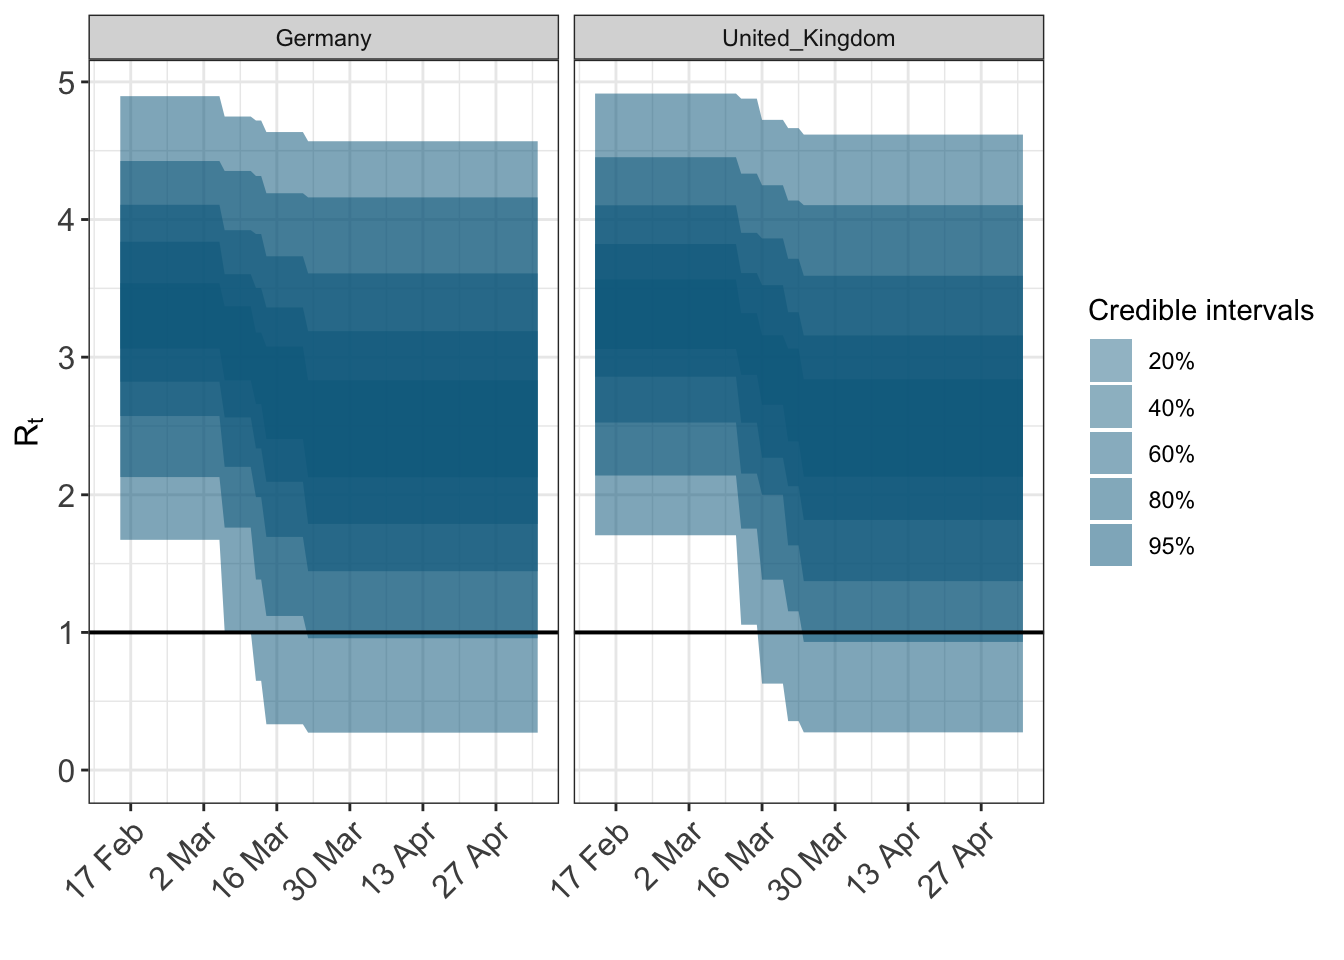 Germany
United_Kingdom
5
4
3
2
1
0
Rt
17 Feb
2 Mar
16 Mar
30 Mar
13 Apr
27 Apr
17 Feb
2 Mar
16 Mar
30 Mar
13 Apr
27 Apr
Credible intervals
20%
40%
60%
80%
95%